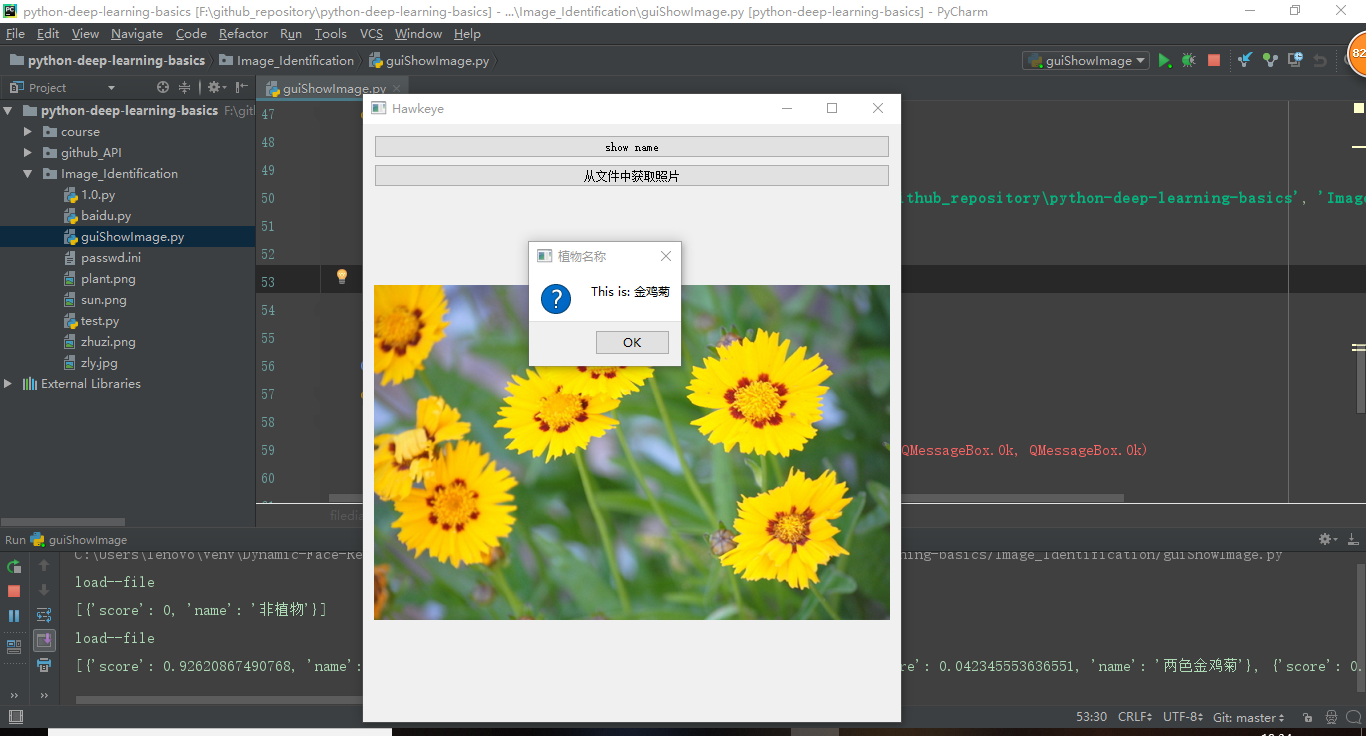 python-deep-learning-basics [F:\github_repository\python-deep-learning-basics] - ...\Image_Identification\guiShowImage.py [python-deep-learning-basics] - PyCharm
File Edit View Navigate Code Refactor Run Tools VCS Window Help
python-deep-learning-basics Image_Identification guiShowImage.py guiShowImage 82
Project guiShowImage.py
python-deep-learning-basics F:\git
course
github_API
Image_Identification
1.0.py
baidu.py
guiShowImage.py
passwd.ini
plant.png
sun.png
test.py
zhuzi.png
zly.jpg
External Libraries
47
48
49
50 thub_repository\python-deep-learning-basics', 'Image
51
52
53
54
55
56
57
58
59 QMessageBox.Ok, QMessageBox.Ok)
60
Hawkeye
show name
从文件中获取照片
植物名称
This is: 金鸡菊
OK
Run guiShowImage
C:\Users\lenovo\venv\Dynamic-Face-Re rning-basics/Image_Identification/guiShowImage.py
load--file
[{'score': 0, 'name': '非植物'}]
load--file
[{'score': 0.92620867490768, 'name': re': 0.042345553636551, 'name': '两色金鸡菊'}, {'score': 0.
53:30 CRLF UTF-8 Git: master